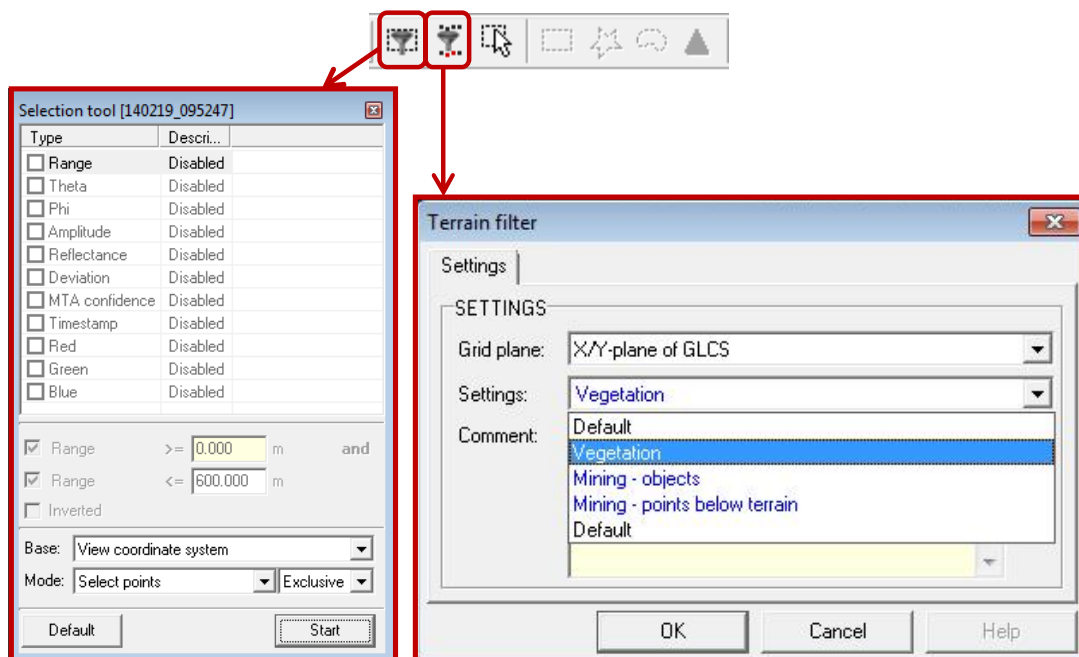 Selection tool [140219_095247]
Type Descri...
Range Disabled
Theta Disabled
Phi Disabled
Amplitude Disabled
Reflectance Disabled
Deviation Disabled
MTA confidence Disabled
Timestamp Disabled
Red Disabled
Green Disabled
Blue Disabled
Range >= 0.000 m and
Range <= 600.000 m
Inverted
Base: View coordinate system
Mode: Select points Exclusive
Default Start
Terrain filter
Settings
SETTINGS
Grid plane: X/Y-plane of GLCS
Settings: Vegetation
Comment:
Default
Vegetation
Mining - objects
Mining - points below terrain
Default
OK Cancel Help